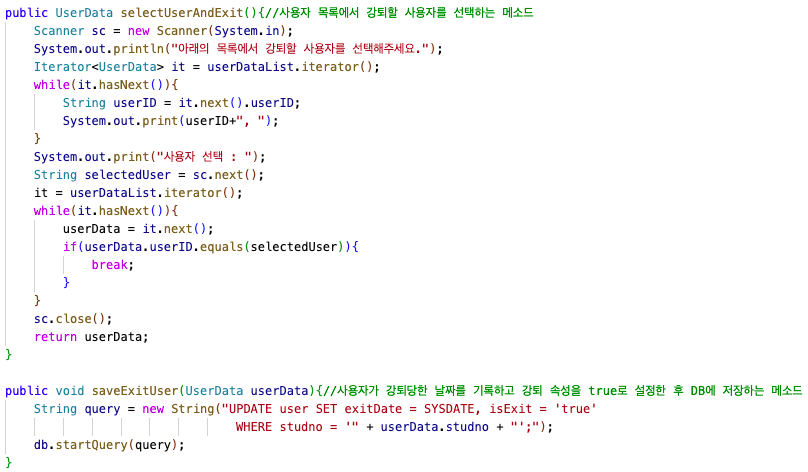 public UserData selectUserAndExit(){//사용자 목록에서 강퇴할 사용자를 선택하는 메소드
    Scanner sc = new Scanner(System.in);
    System.out.println("아래의 목록에서 강퇴할 사용자를 선택해주세요.");
    Iterator<UserData> it = userDataList.iterator();
    while(it.hasNext()){
        String userID = it.next().userID;
        System.out.print(userID+", ");
    }
    System.out.print("사용자 선택 : ");
    String selectedUser = sc.next();
    it = userDataList.iterator();
    while(it.hasNext()){
        userData = it.next();
        if(userData.userID.equals(selectedUser)){
            break;
        }
    }
    sc.close();
    return userData;
}
public void saveExitUser(UserData userData){//사용자가 강퇴당한 날짜를 기록하고 강퇴 속성을 true로 설정한 후 DB에 저장하는 메소드
    String query = new String("UPDATE user SET exitDate = SYSDATE, isExit = 'true'
                                WHERE studno = '" + userData.studno + "';");
    db.startQuery(query);
}